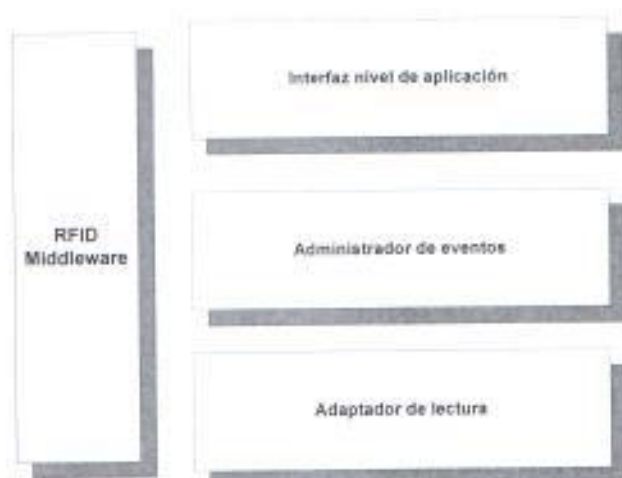 RFID
Middleware
Interfaz nivel de aplicación
Administrador de eventos
Adaptador de lectura